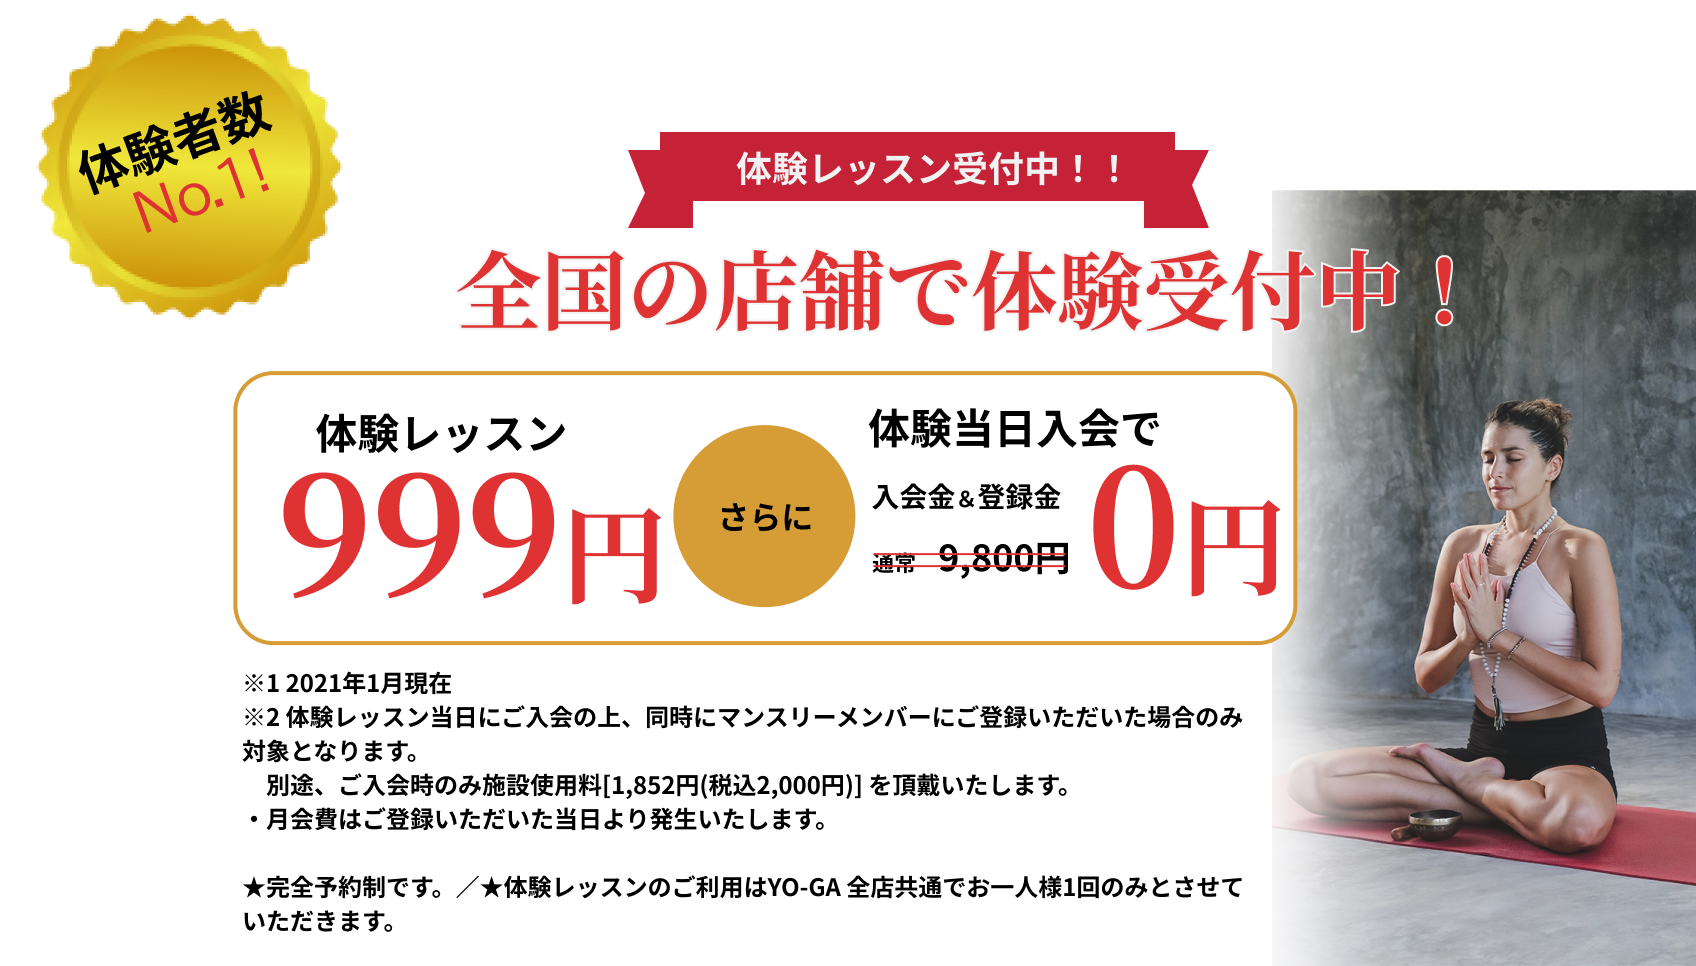 体験者数
No.1!
体験レッスン受付中！！
全国の店舗で体験受付中！
体験レッスン
999円
さらに
体験当日入会で
入会金&登録金
通常 9,800円
0円
※1 2021年1月現在
※2 体験レッスン当日にご入会の上、同時にマンスリーメンバーにご登録いただいた場合のみ
対象となります。
別途、ご入会時のみ施設使用料[1,852円(税込2,000円)] を頂戴いたします。
・月会費はご登録いただいた当日より発生いたします。
★完全予約制です。／★体験レッスンのご利用はYO-GA 全店共通でお一人様1回のみとさせて
いただきます。